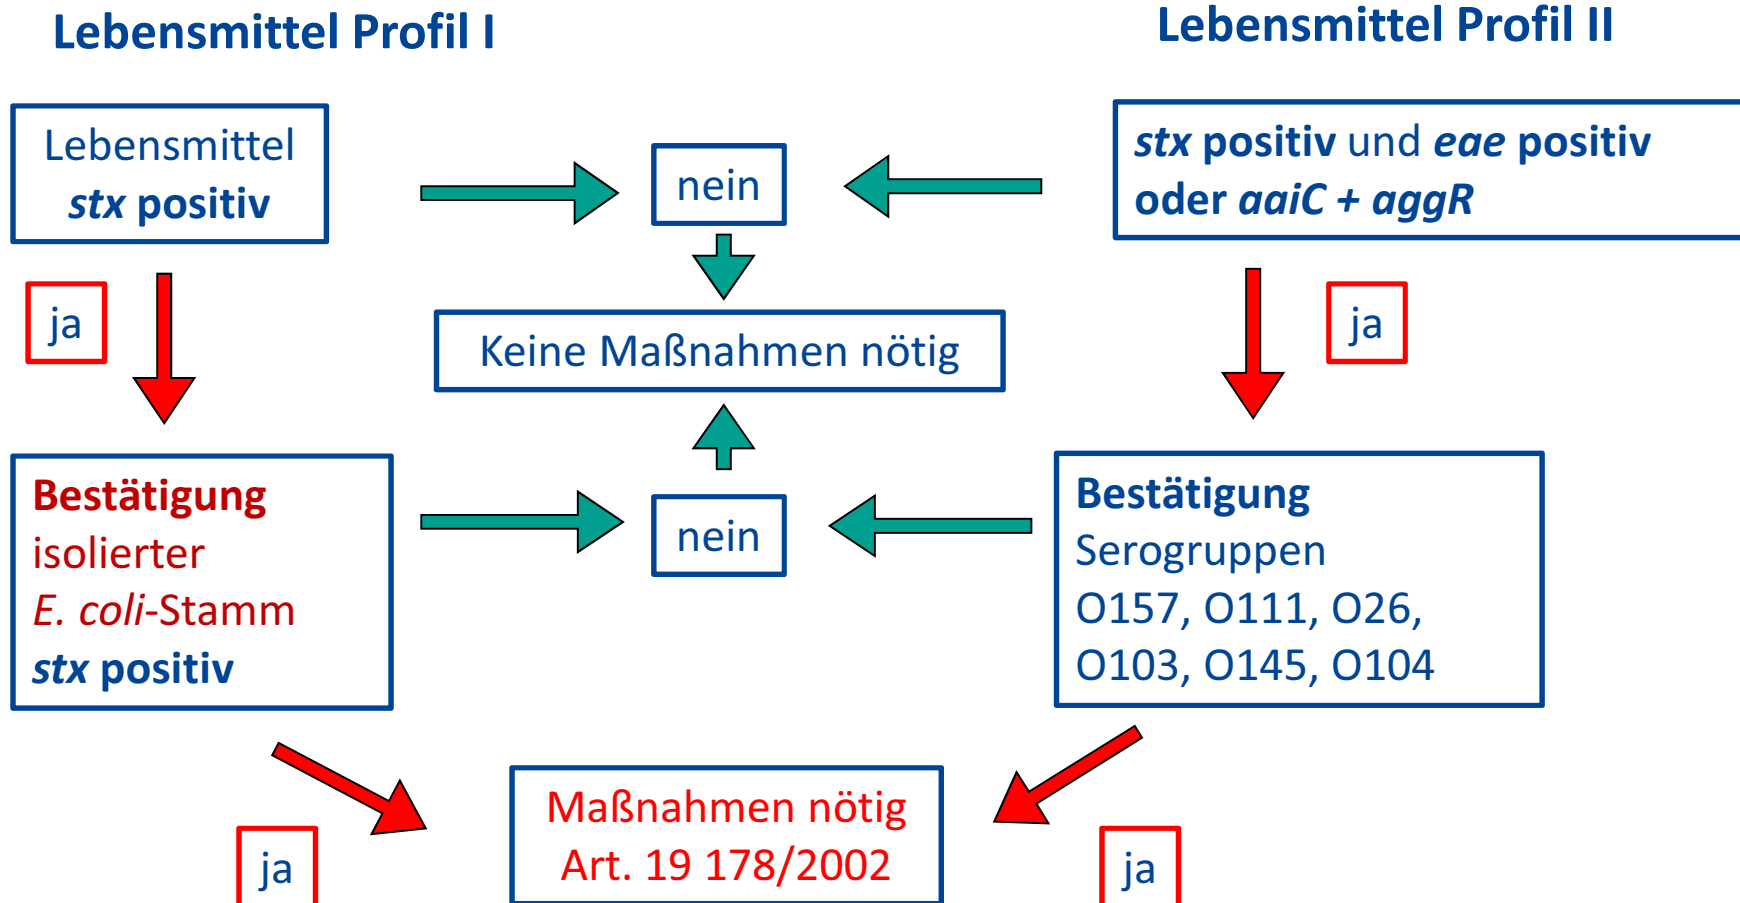 Lebensmittel Profil I
Lebensmittel Profil II
Lebensmittel
stx positiv
nein
stx positiv und eae positiv
oder aaiC + aggR
ja
Keine Maßnahmen nötig
ja
Bestätigung
isolierter
E. coli-Stamm
stx positiv
nein
Bestätigung
Serogruppen
O157, O111, O26,
O103, O145, O104
Maßnahmen nötig
Art. 19 178/2002
ja
ja